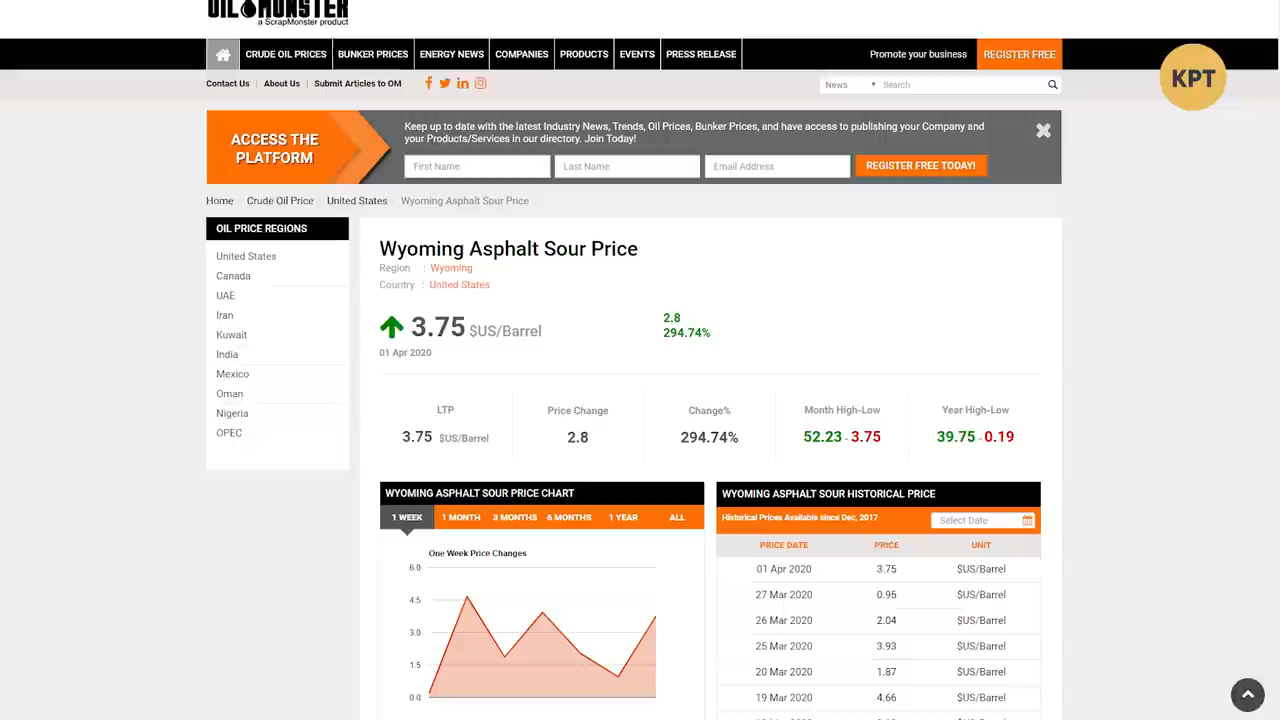 OIL MONSTER
a ScrapMonster product
CRUDE OIL PRICES BUNKER PRICES ENERGY NEWS COMPANIES PRODUCTS EVENTS PRESS RELEASE Promote your business REGISTER FREE
KPT
Contact Us About Us Submit Articles to OM News Search
ACCESS THE PLATFORM
Keep up to date with the latest Industry News, Trends, Oil Prices, Bunker Prices, and have access to publishing your Company and
your Products/Services in our directory. Join Today!
First Name Last Name Email Address REGISTER FREE TODAY!
Home Crude Oil Price United States Wyoming Asphalt Sour Price
OIL PRICE REGIONS
United States
Canada
UAE
Iran
Kuwait
India
Mexico
Oman
Nigeria
OPEC
Wyoming Asphalt Sour Price
Region : Wyoming
Country : United States
3.75 $US/Barrel
01 Apr 2020
2.8
294.74%
LTP Price Change Change% Month High-Low Year High-Low
3.75 $US/Barrel 2.8 294.74% 52.23 - 3.75 39.75 - 0.19
WYOMING ASPHALT SOUR PRICE CHART
1 WEEK 1 MONTH 3 MONTHS 6 MONTHS 1 YEAR ALL
One Week Price Changes
6.0
4.5
3.0
1.5
0.0
WYOMING ASPHALT SOUR HISTORICAL PRICE
Historical Prices Available since Dec, 2017 Select Date
PRICE DATE PRICE UNIT
01 Apr 2020 3.75 $US/Barrel
27 Mar 2020 0.95 $US/Barrel
26 Mar 2020 2.04 $US/Barrel
25 Mar 2020 3.93 $US/Barrel
20 Mar 2020 1.87 $US/Barrel
19 Mar 2020 4.66 $US/Barrel